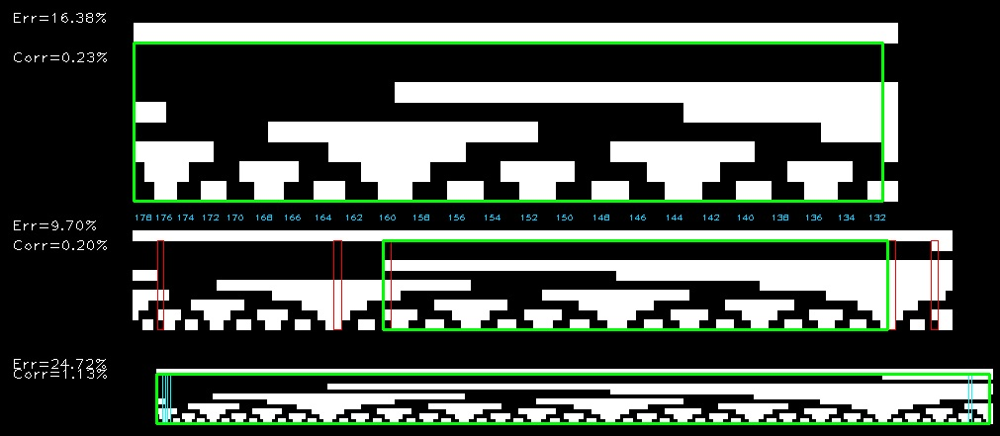 Err=16.38%
Corr=0.23%
178 176 174 172 170 168 166 164 162 160 158 156 154 152 150 148 146 144 142 140 138 136 134 132
Err=9.70%
Corr=0.20%
Err=24.72%
Corr=1.13%